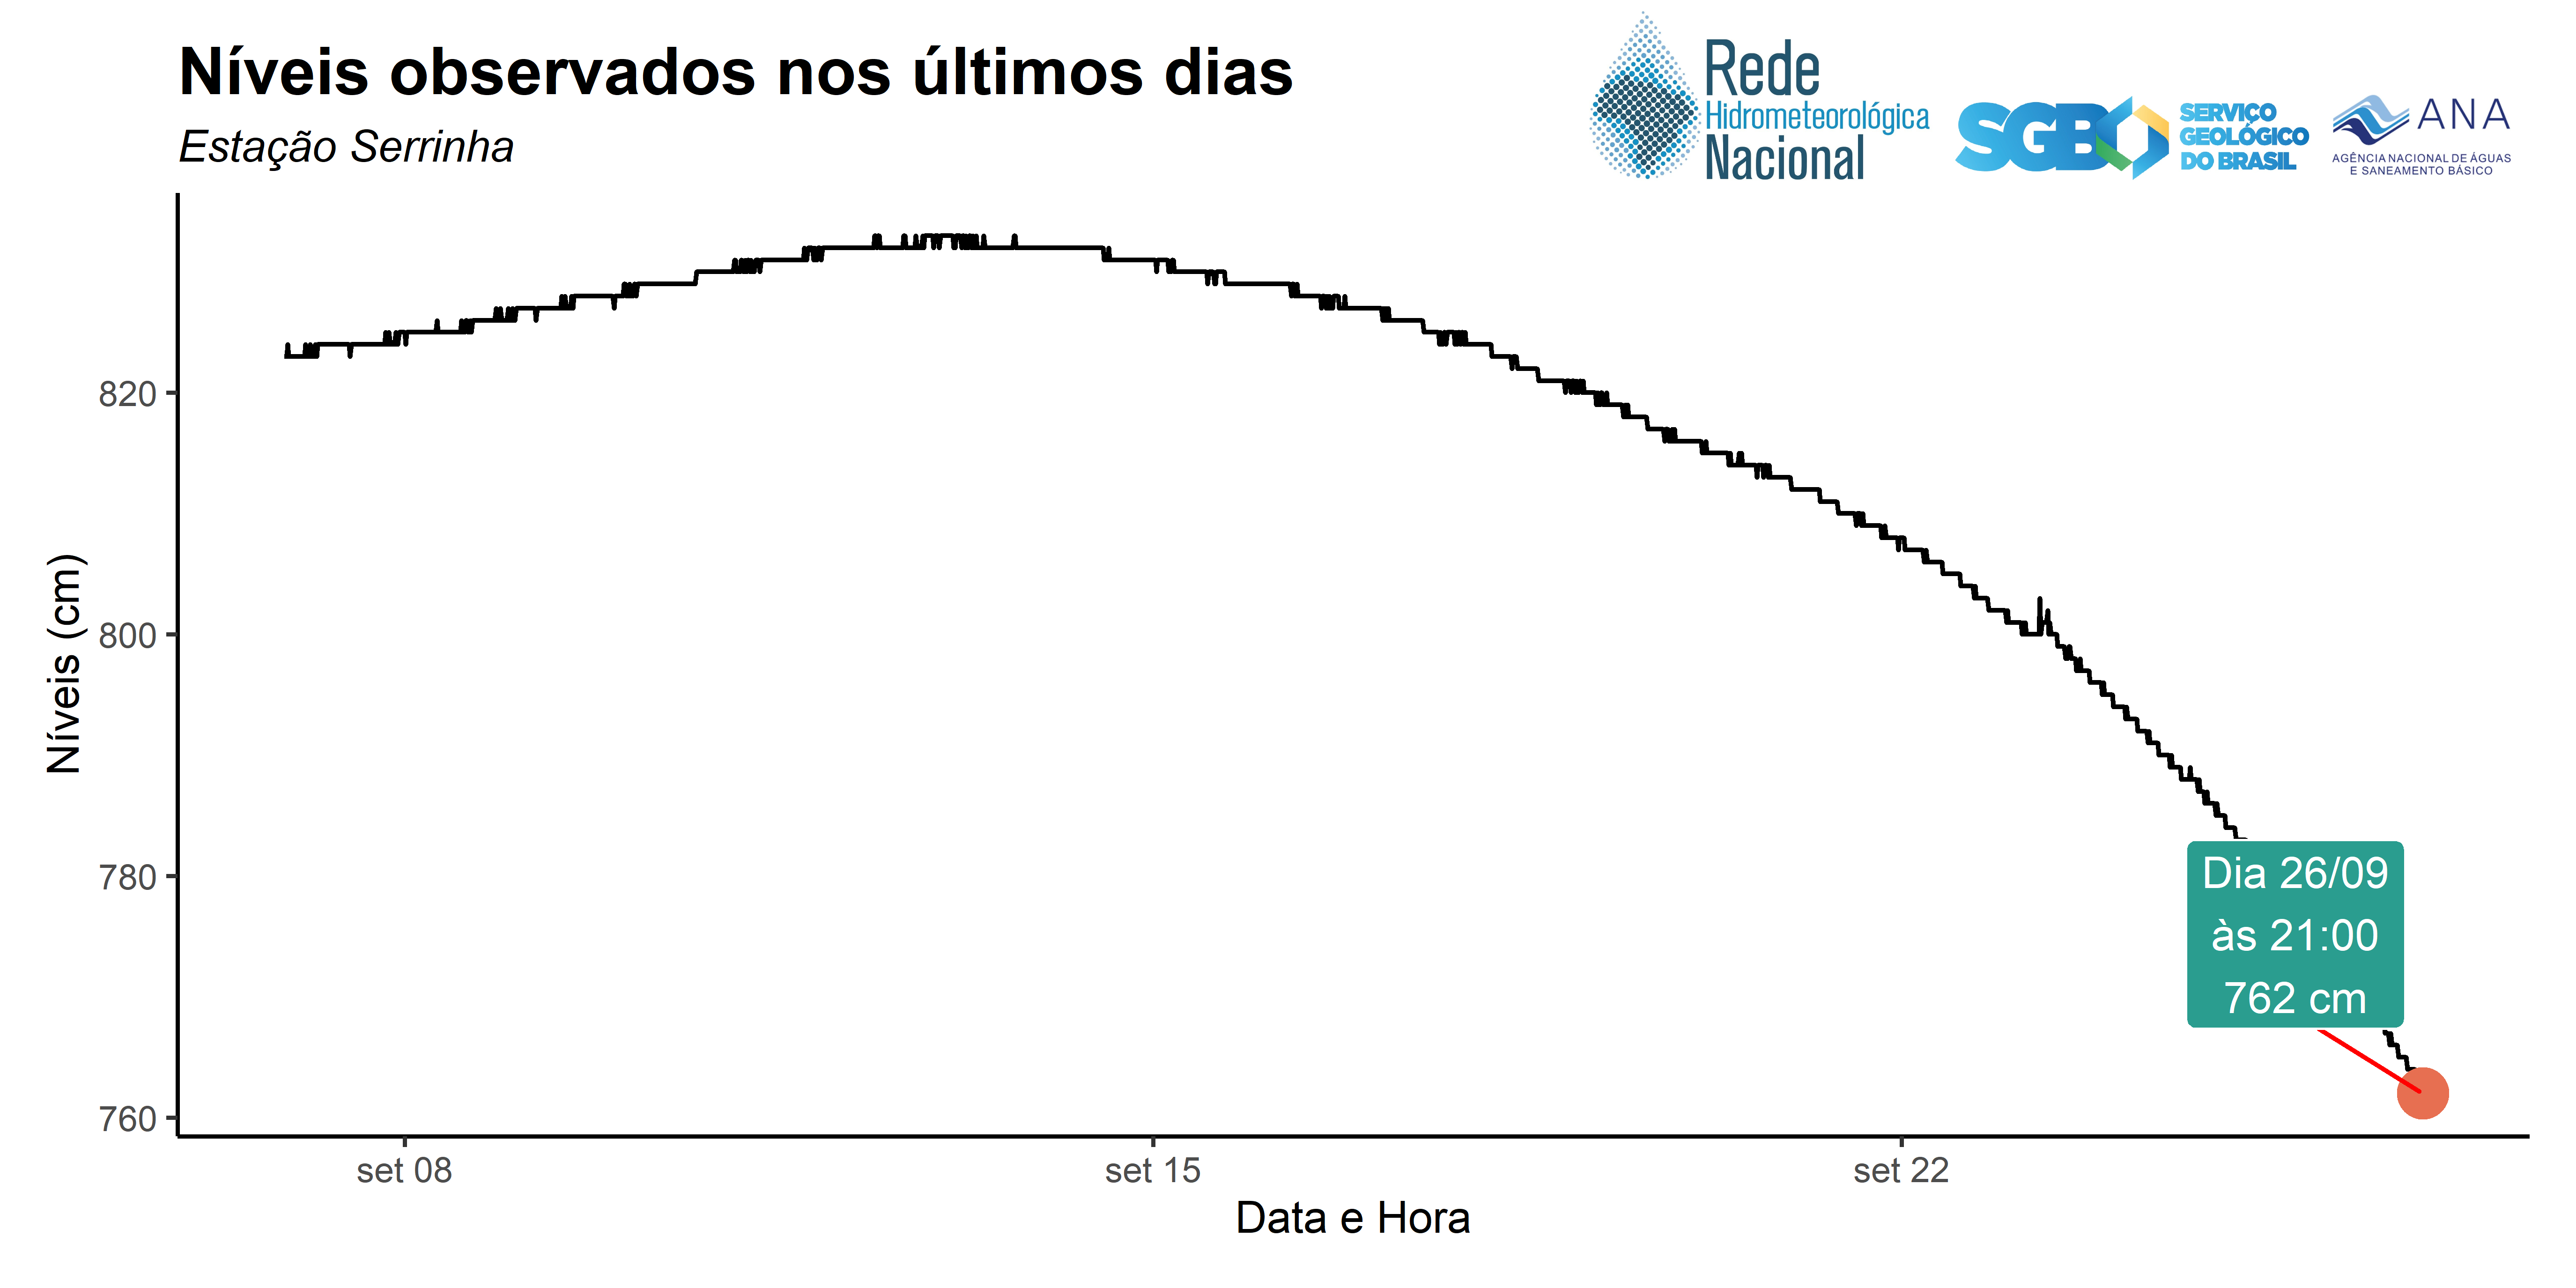 Níveis observados nos últimos dias
Estação Serrinha
Rede
Hidrometeorológica
Nacional
SGB
SERVIÇO
GEOLÓGICO
DO BRASIL
ANA
AGÊNCIA NACIONAL DE ÁGUAS
E SANEAMENTO BÁSICO
Níveis (cm)
820
800
780
760
Dia 26/09
às 21:00
762 cm
set 08
set 15
set 22
Data e Hora